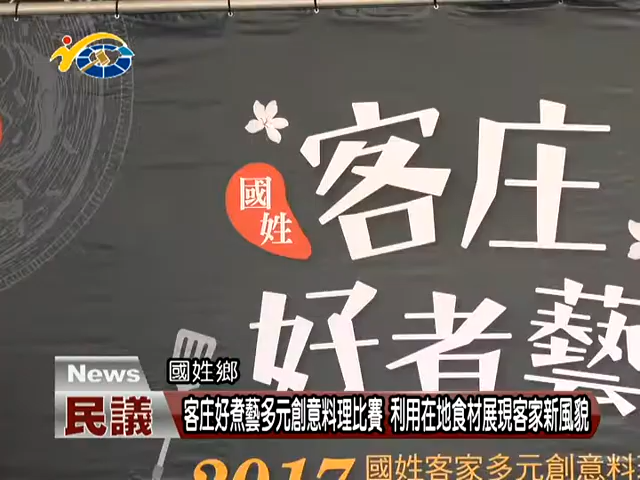 客庄
國姓
好煮藝
News
國姓鄉
民議
客庄好煮藝多元創意料理比賽 利用在地食材展現客家新風貌
2017 國姓客家多元創意料